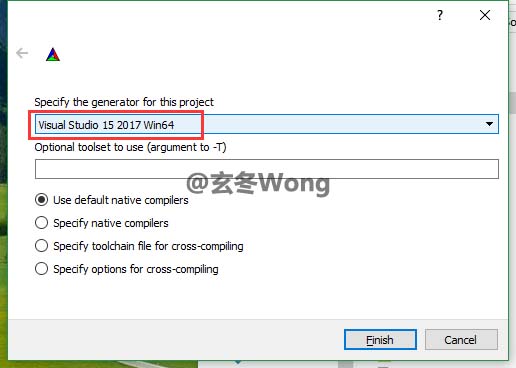 ?
Specify the generator for this project
Visual Studio 15 2017 Win64
Optional toolset to use (argument to -T)
@玄冬Wong
Use default native compilers
Specify native compilers
Specify toolchain file for cross-compiling
Specify options for cross-compiling
Finish
Cancel